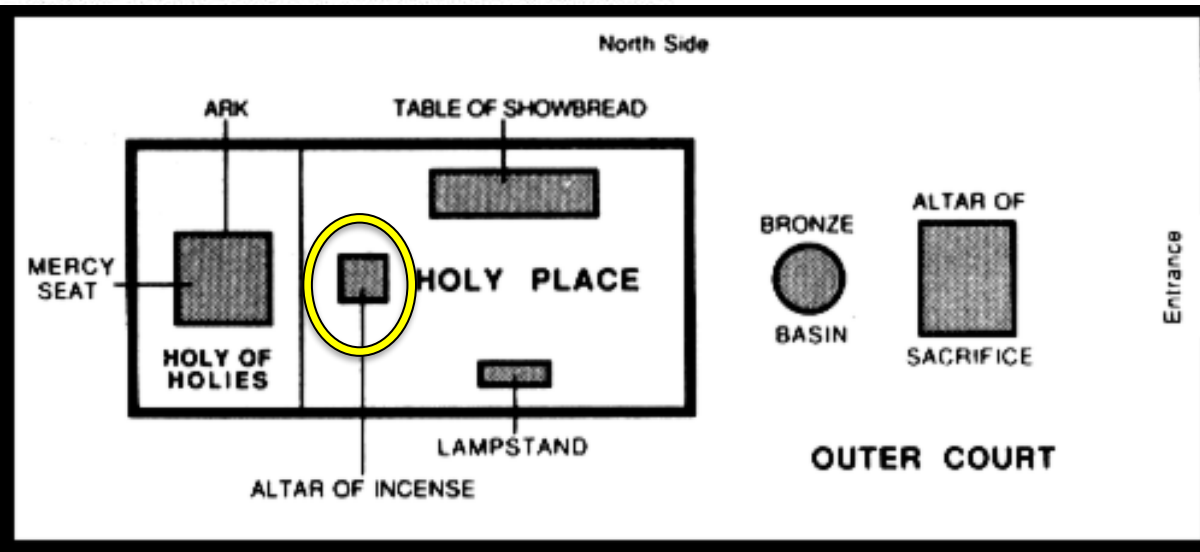 North Side
ARK
TABLE OF SHOWBREAD
MERCY
SEAT
HOLY OF
HOLIES
HOLY PLACE
LAMPSTAND
ALTAR OF INCENSE
BRONZE
BASIN
ALTAR OF
SACRIFICE
Entrance
OUTER COURT